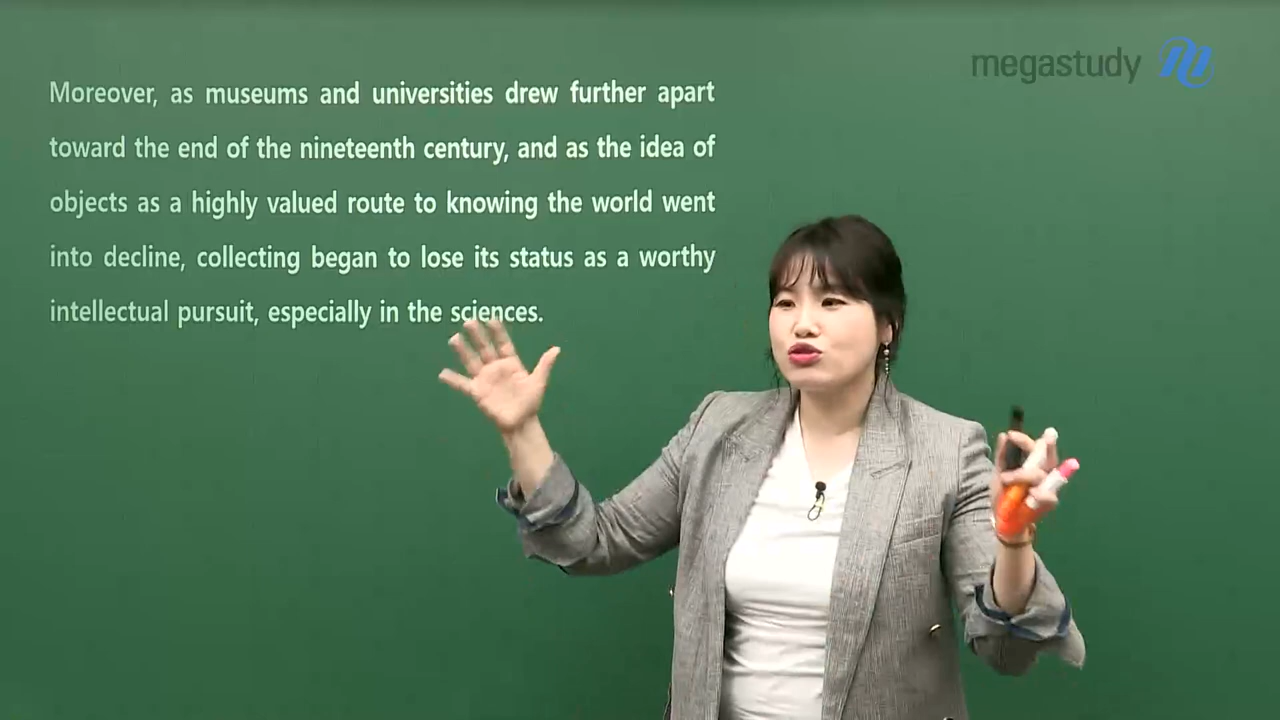 megastudy
Moreover, as museums and universities drew further apart
toward the end of the nineteenth century, and as the idea of
objects as a highly valued route to knowing the world went
into decline, collecting began to lose its status as a worthy
intellectual pursuit, especially in the sciences.